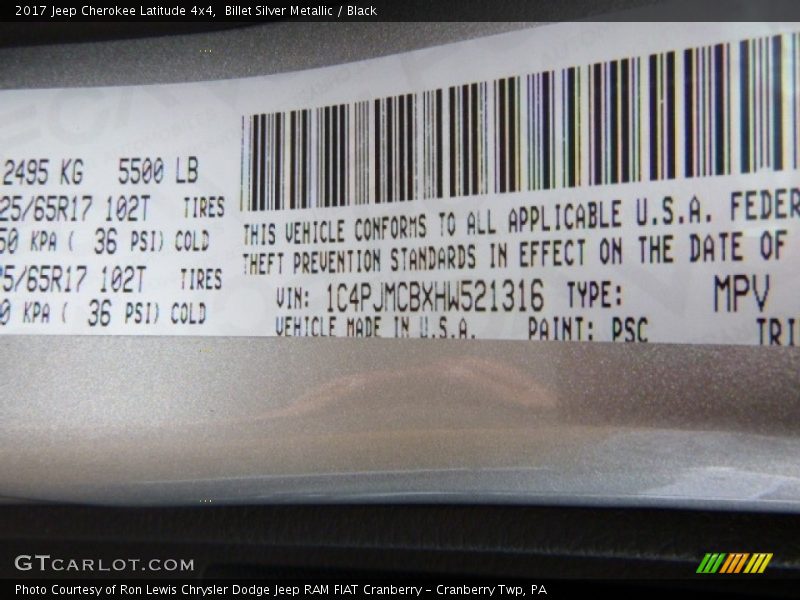 2017 Jeep Cherokee Latitude 4x4,  Billet Silver Metallic / Black
2495 KG 5500 LB
25/65R17 102T TIRES
50 KPA ( 36 PSI) COLD
25/65R17 102T TIRES
0 KPA ( 36 PSI) COLD
THIS VEHICLE CONFORMS TO ALL APPLICABLE U.S.A. FEDER
THEFT PREVENTION STANDARDS IN EFFECT ON THE DATE OF
VIN: 1C4PJMCBXHW521316 TYPE: MPV
VEHICLE MADE IN U.S.A. PAINT: PSC TRI
GTCARLOT.COM
Photo Courtesy of Ron Lewis Chrysler Dodge Jeep RAM FIAT Cranberry – Cranberry Twp, PA